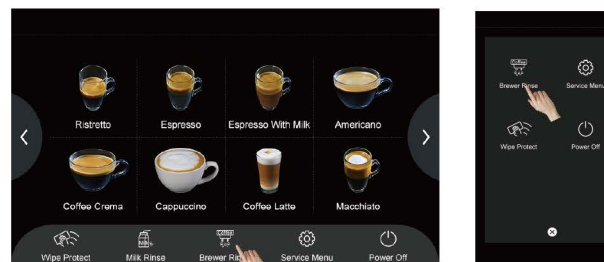 Ristretto
Espresso
Espresso With Milk
Americano
Coffee Crema
Cappuccino
Coffee Latte
Macchiato
Wipe Protect
Milk Rinse
Brewer
Service Menu
Power Off
Brewer Rinse
Service Menu
Wipe Protect
Power Off